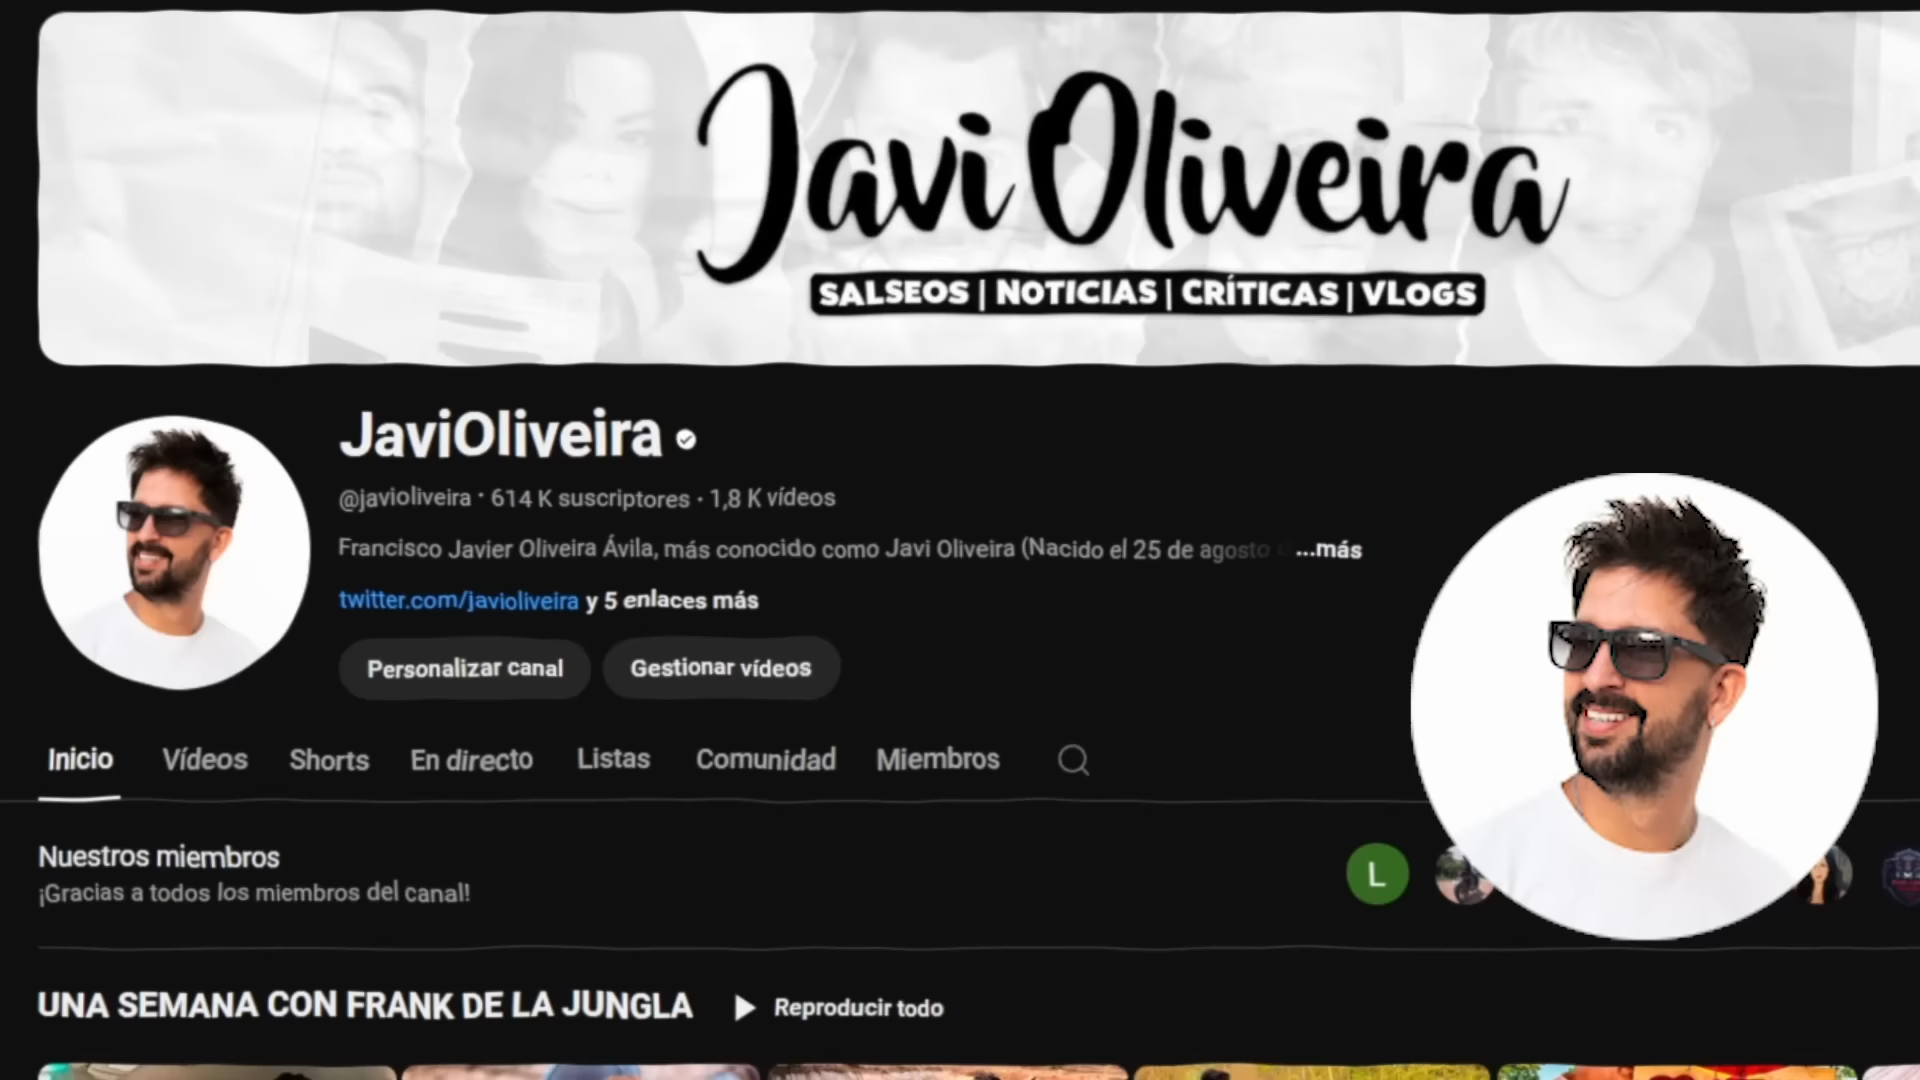 Javi Oliveira
SALSEOS | NOTICIAS | CRÍTICAS | VLOGS
JaviOliveira
@javioliveira · 614 K suscriptores · 1,8 K vídeos
Francisco Javier Oliveira Ávila, más conocido como Javi Oliveira (Nacido el 25 de agosto ...más
twitter.com/javioliveira y 5 enlaces más
Personalizar canal Gestionar vídeos
Inicio Vídeos Shorts En directo Listas Comunidad Miembros
Nuestros miembros
¡Gracias a todos los miembros del canal!
L
UNA SEMANA CON FRANK DE LA JUNGLA Reproducir todo